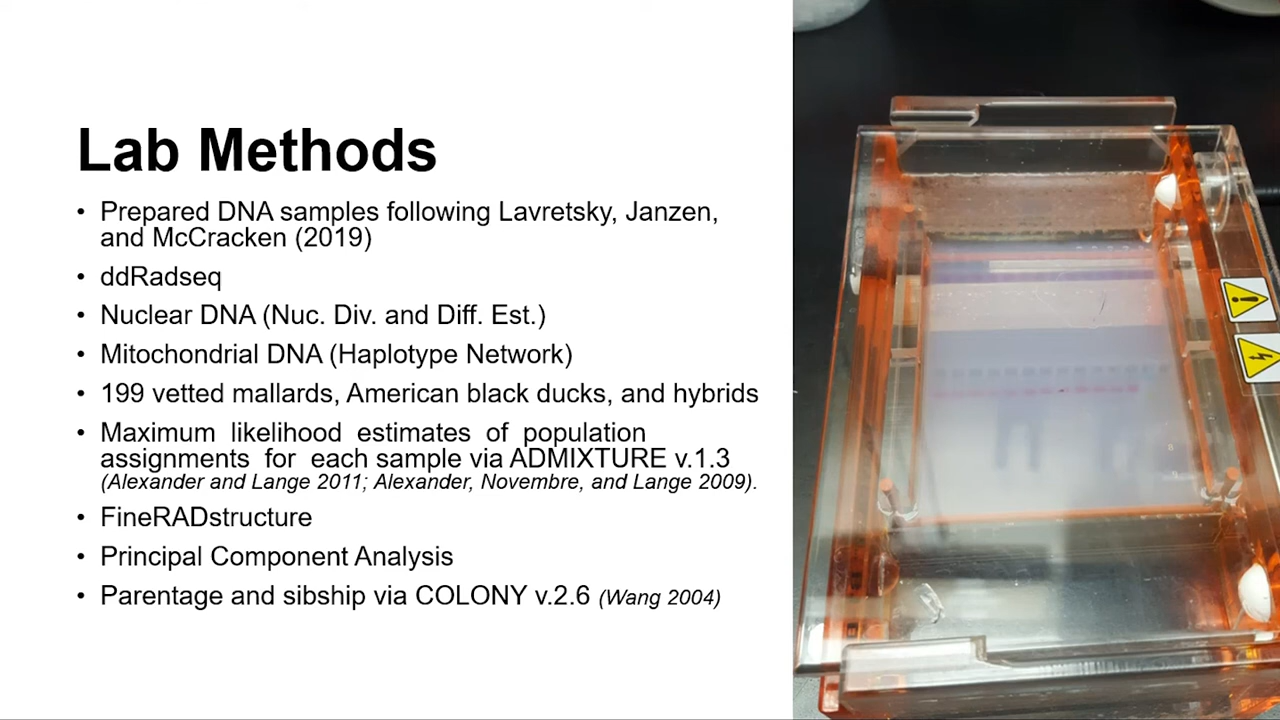 Lab Methods
• Prepared DNA samples following Lavretsky, Janzen,
and McCracken (2019)
• ddRadseq
• Nuclear DNA (Nuc. Div. and Diff. Est.)
• Mitochondrial DNA (Haplotype Network)
• 199 vetted mallards, American black ducks, and hybrids
• Maximum likelihood estimates of population
assignments for each sample via ADMIXTURE v.1.3
(Alexander and Lange 2011; Alexander, Novembre, and Lange 2009).
• FineRADstructure
• Principal Component Analysis
• Parentage and sibship via COLONY v.2.6 (Wang 2004)